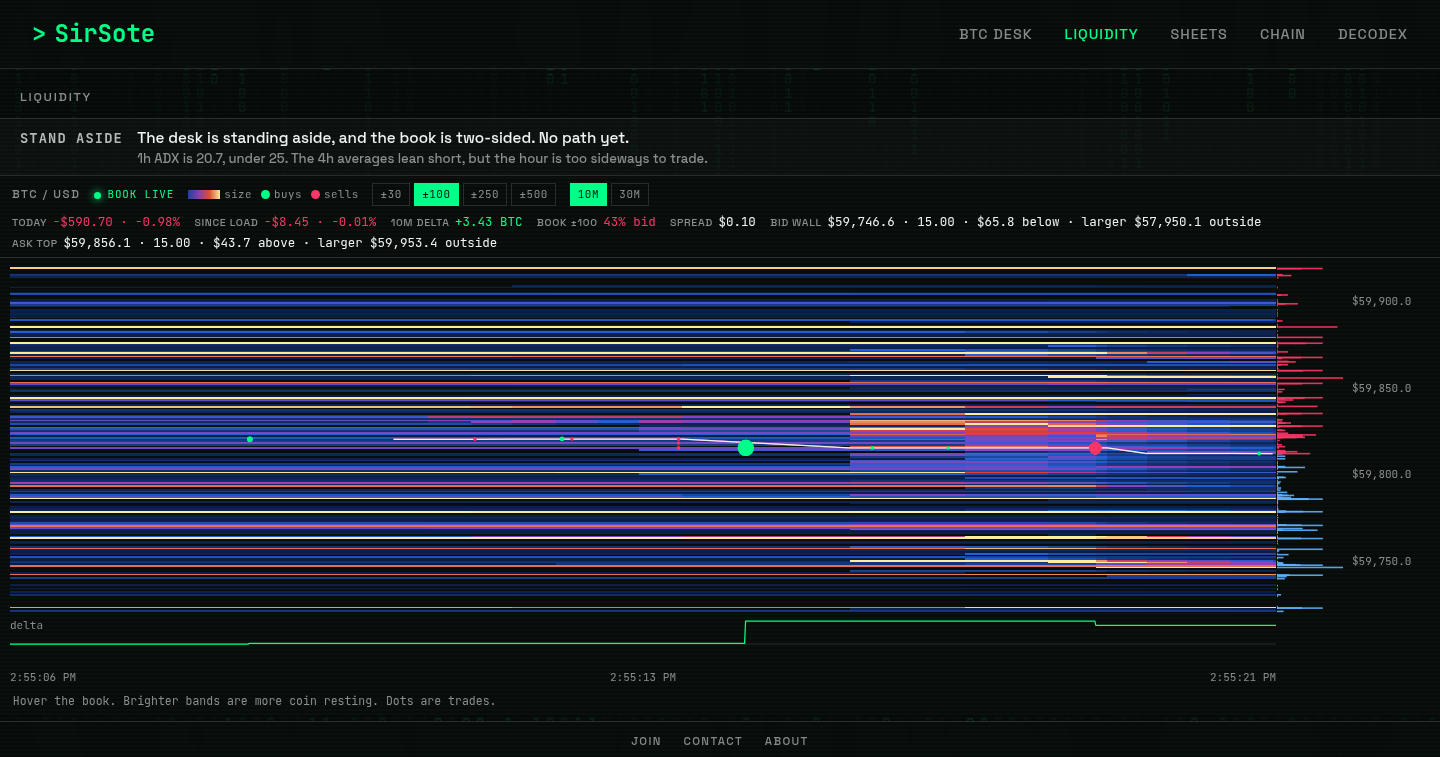 > SirSote
BTC DESK LIQUIDITY SHEETS CHAIN DECODEX
LIQUIDITY
STAND ASIDE The desk is standing aside, and the book is two-sided. No path yet.
1h ADX is 20.7, under 25. The 4h averages lean short, but the hour is too sideways to trade.
BTC / USD BOOK LIVE size buys sells ±30 ±100 ±250 ±500 10M 30M
TODAY -$590.70 · -0.98% SINCE LOAD -$8.45 · -0.01% 10M DELTA +3.43 BTC BOOK ±100 43% bid SPREAD $0.10 BID WALL $59,746.6 · 15.00 · $65.8 below · larger $57,950.1 outside
ASK TOP $59,856.1 · 15.00 · $43.7 above · larger $59,953.4 outside
$59,900.0
$59,850.0
$59,800.0
$59,750.0
delta
2:55:06 PM 2:55:13 PM 2:55:21 PM
Hover the book. Brighter bands are more coin resting. Dots are trades.
JOIN CONTACT ABOUT